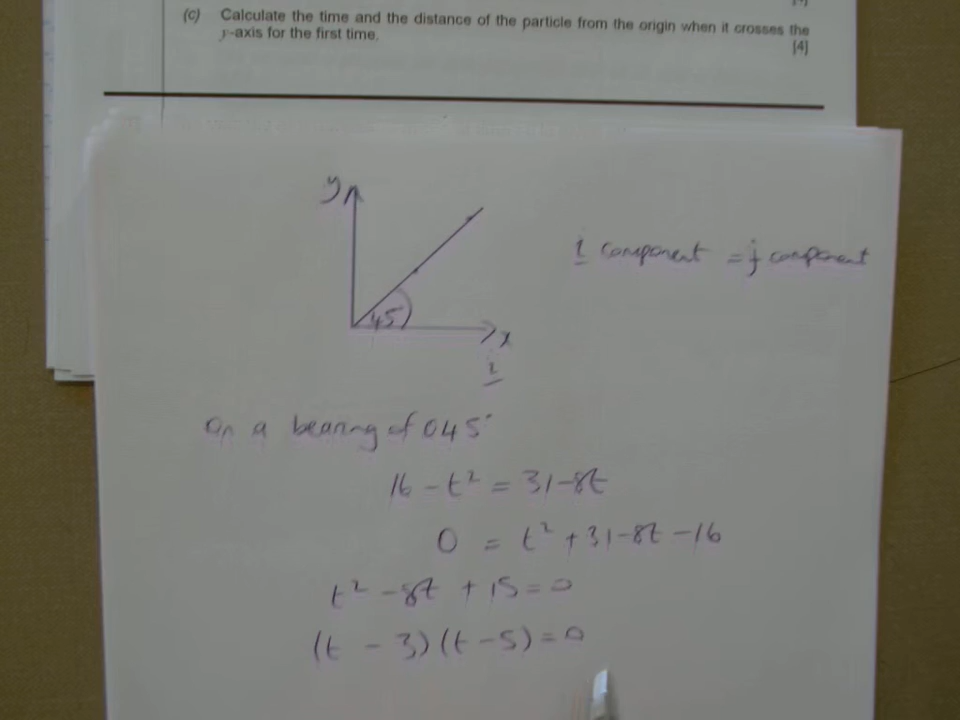 (c) Calculate the time and the distance of the particle from the origin when it crosses the
y-axis for the first time.
[4]
y
i component = j component
45
x
i
On a bearing of 045°
16 - t² = 31-8t
0 = t² + 31-8t - 16
t² - 8t + 15 = 0
(t - 3)(t - 5) = 0